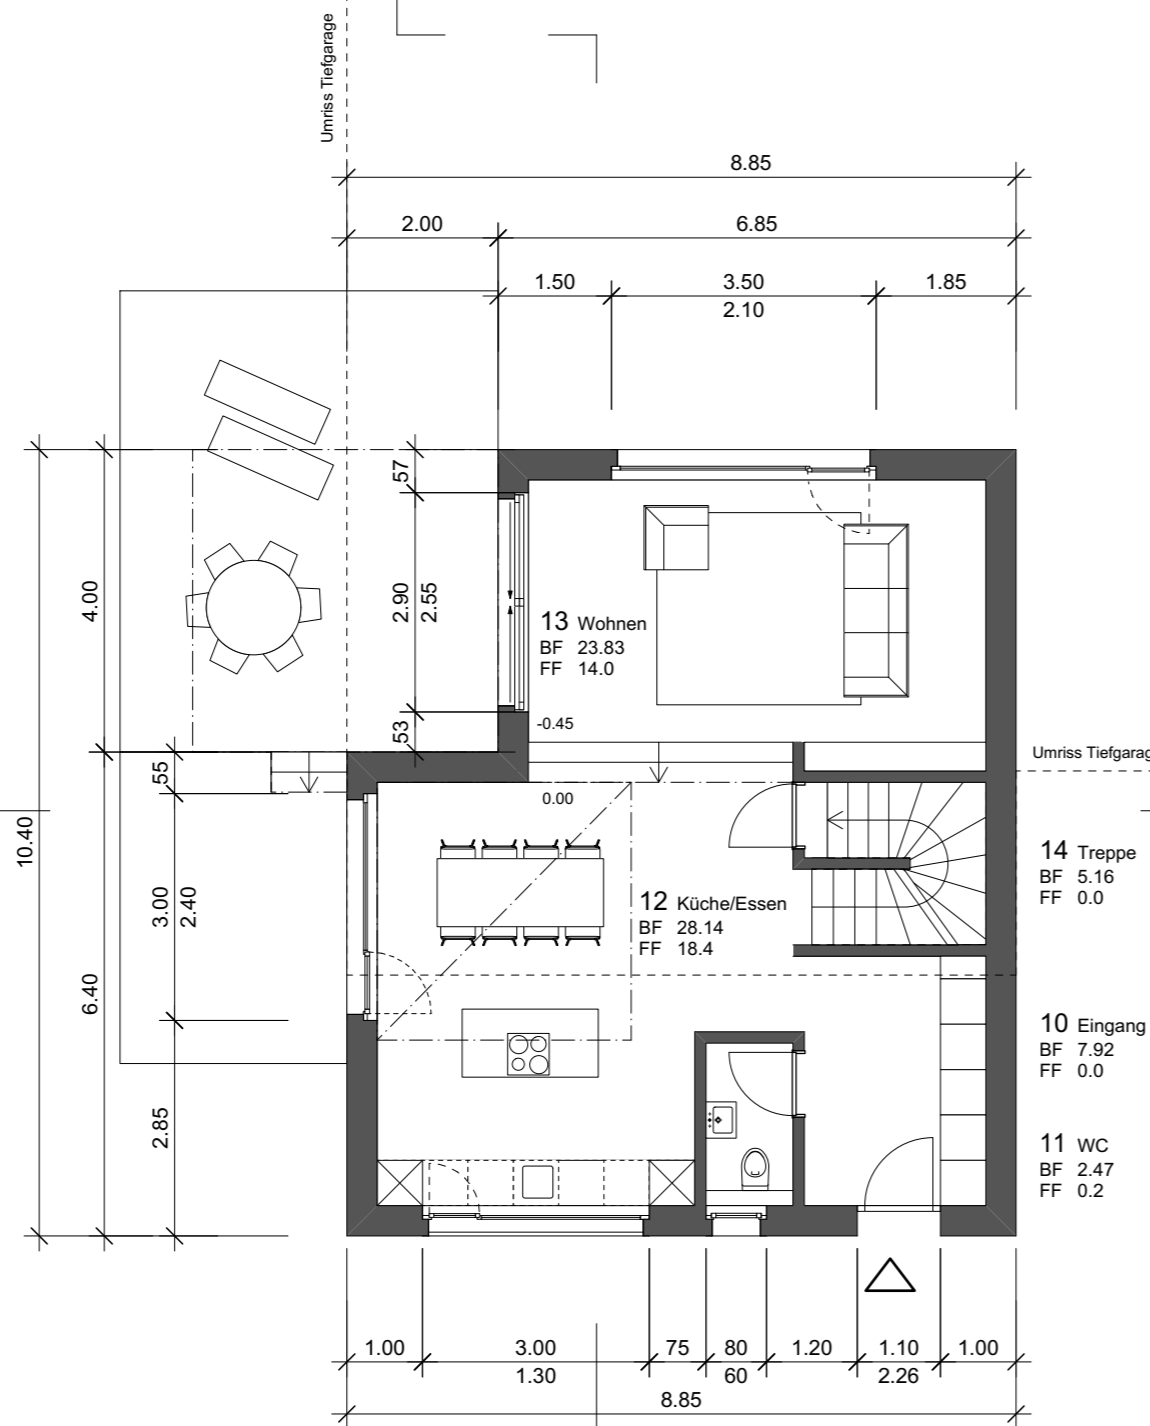 Umriss Tiefgarage
8.85
2.00
6.85
1.50
3.50
1.85
2.10
57
4.00
2.90
2.55
53
13 Wohnen
BF 23.83
FF 14.0
-0.45
Umriss Tiefgarag
55
0.00
10.40
3.00
2.40
12 Küche/Essen
BF 28.14
FF 18.4
14 Treppe
BF 5.16
FF 0.0
6.40
10 Eingang
BF 7.92
FF 0.0
2.85
11 WC
BF 2.47
FF 0.2
1.00
3.00
75
80
1.20
1.10
1.00
1.30
60
2.26
8.85